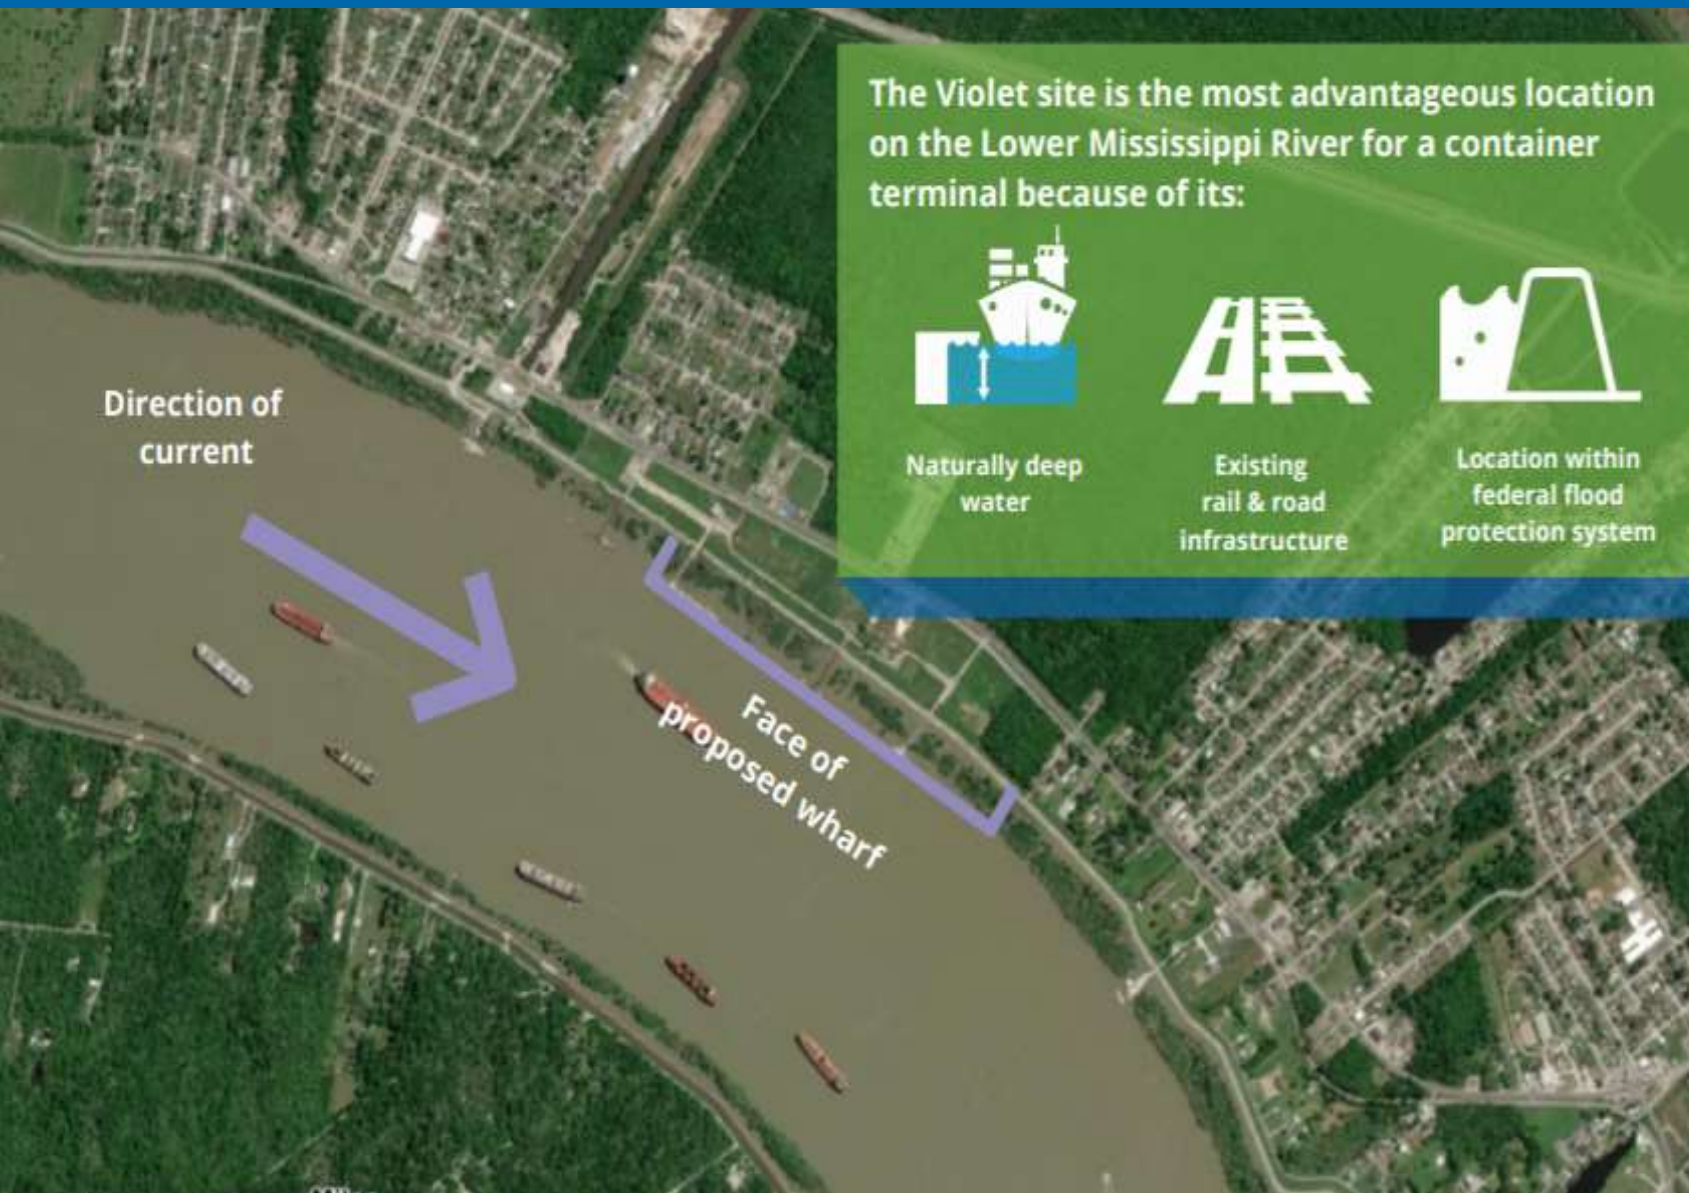 The Violet site is the most advantageous location
on the Lower Mississippi River for a container
terminal because of its:
Naturally deep
water
Existing
rail & road
infrastructure
Location within
federal flood
protection system
Direction of
current
Face of
proposed wharf